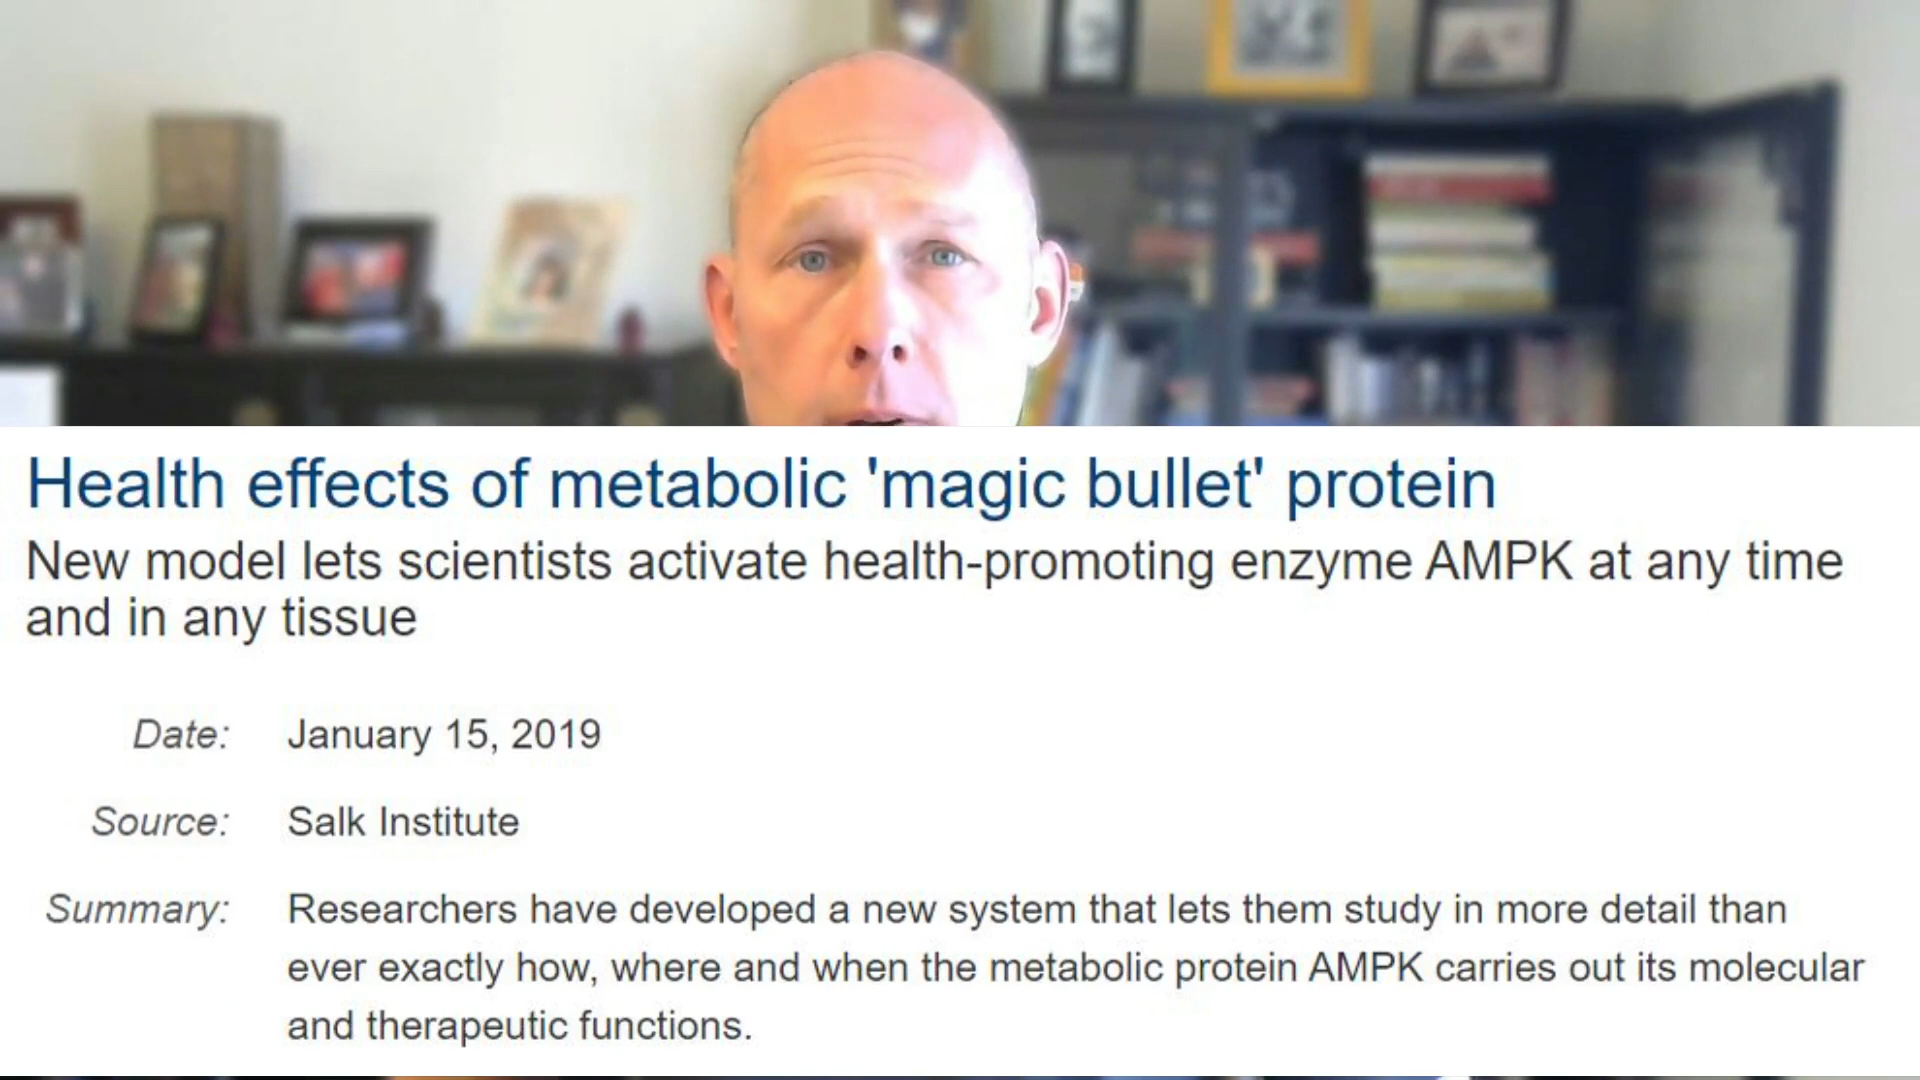 Health effects of metabolic 'magic bullet' protein
New model lets scientists activate health-promoting enzyme AMPK at any time
and in any tissue
Date: January 15, 2019
Source: Salk Institute
Summary: Researchers have developed a new system that lets them study in more detail than
ever exactly how, where and when the metabolic protein AMPK carries out its molecular
and therapeutic functions.